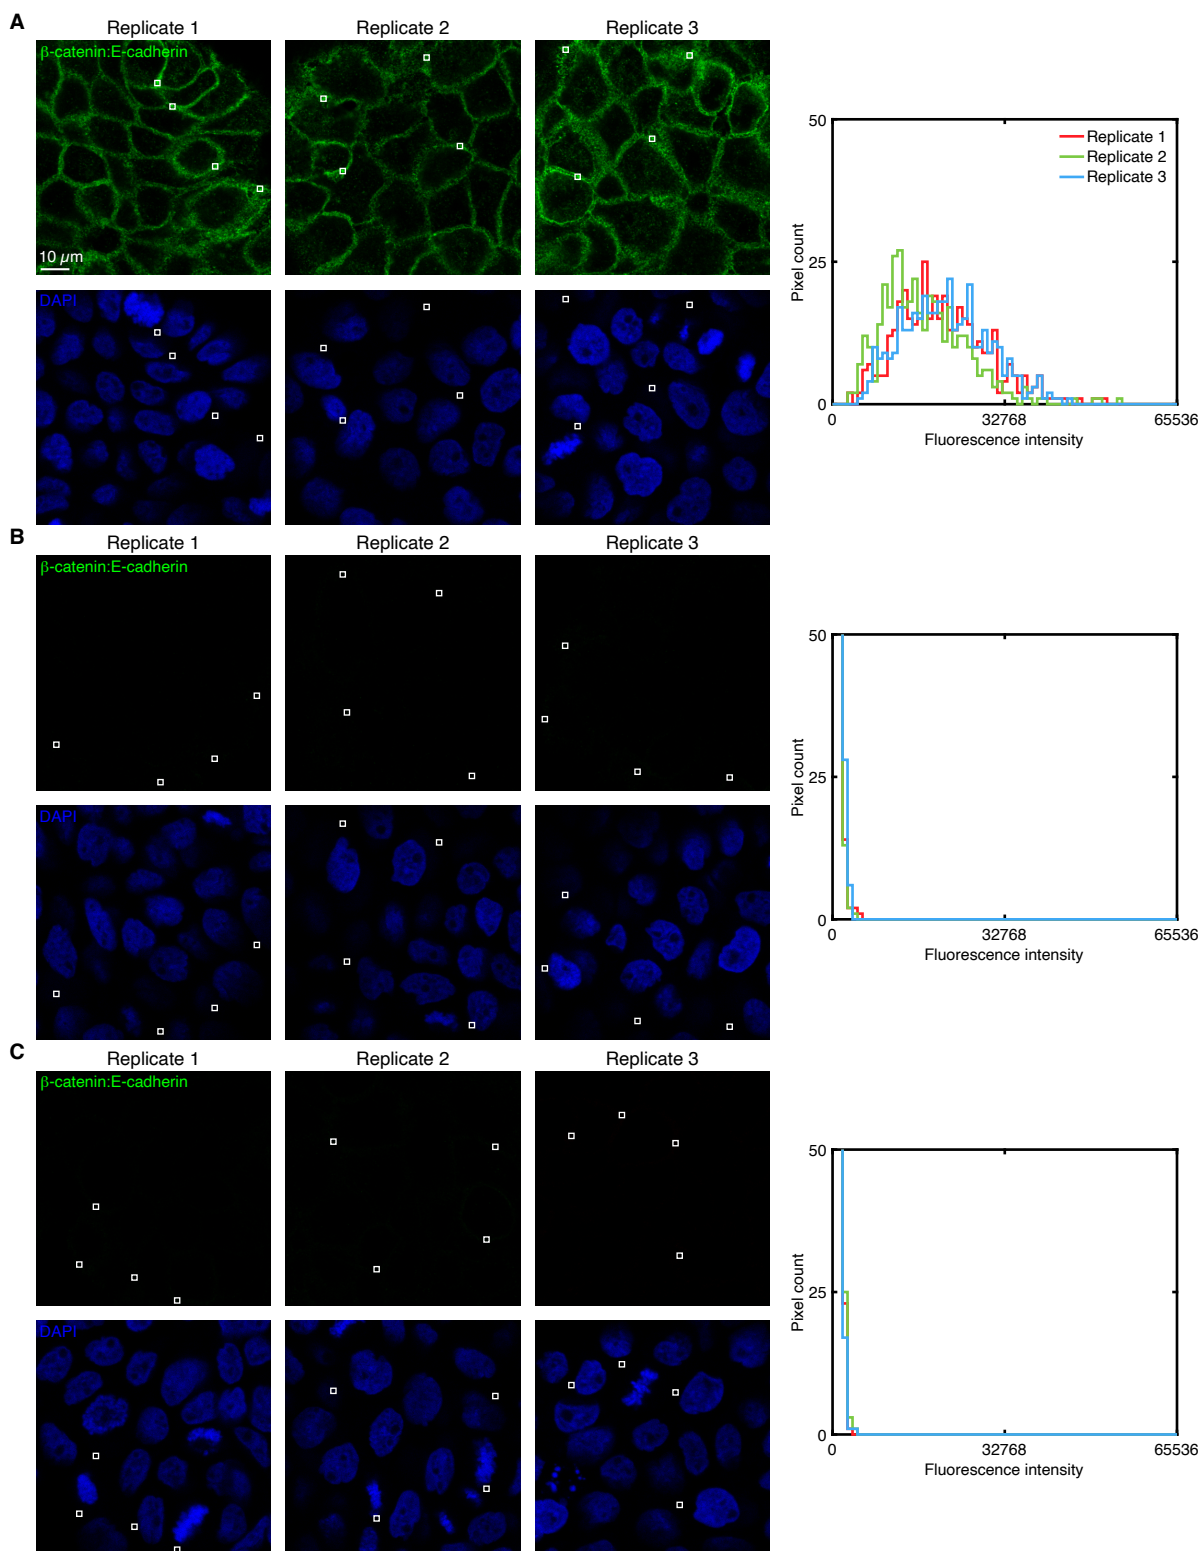 A
Replicate 1
Replicate 2
Replicate 3
β-catenin:E-cadherin
10 µm
DAPI
50
25
0
Pixel count
Replicate 1
Replicate 2
Replicate 3
0
32768
65536
Fluorescence intensity
B
Replicate 1
Replicate 2
Replicate 3
β-catenin:E-cadherin
DAPI
50
25
0
Pixel count
0
32768
65536
Fluorescence intensity
C
Replicate 1
Replicate 2
Replicate 3
β-catenin:E-cadherin
DAPI
50
25
0
Pixel count
0
32768
65536
Fluorescence intensity